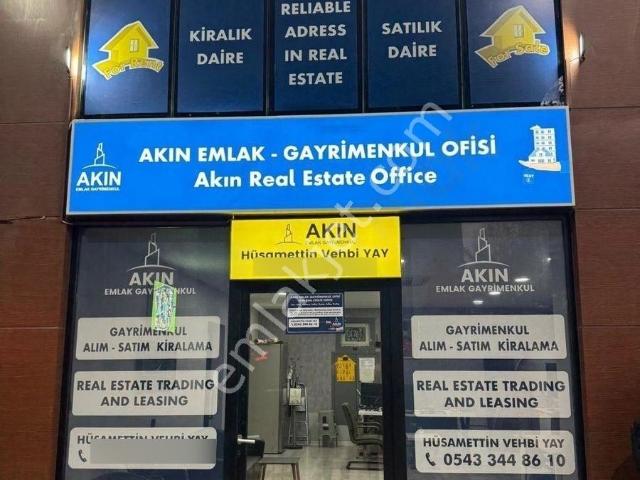 For Rent
KİRALIK
DAİRE
RELIABLE
ADRESS
IN REAL
ESTATE
SATILIK
DAİRE
For Sale
AKIN
EMLAK GAYRİMENKUL
AKIN EMLAK - GAYRİMENKUL OFİSİ
Akın Real Estate Office
AKIN
EMLAK GAYRİMENKUL
Hüsamettin Vehbi YAY
AKIN
EMLAK GAYRİMENKUL
GAYRİMENKUL
ALIM - SATIM KİRALAMA
REAL ESTATE TRADING
AND LEASING
HÜSAMETTİN VEHBİ YAY
AKIN
EMLAK GAYRİMENKUL
GAYRİMENKUL
ALIM - SATIM KİRALAMA
REAL ESTATE TRADING
AND LEASING
HÜSAMETTİN VEHBİ YAY
0543 344 86 10
emlakjet.com